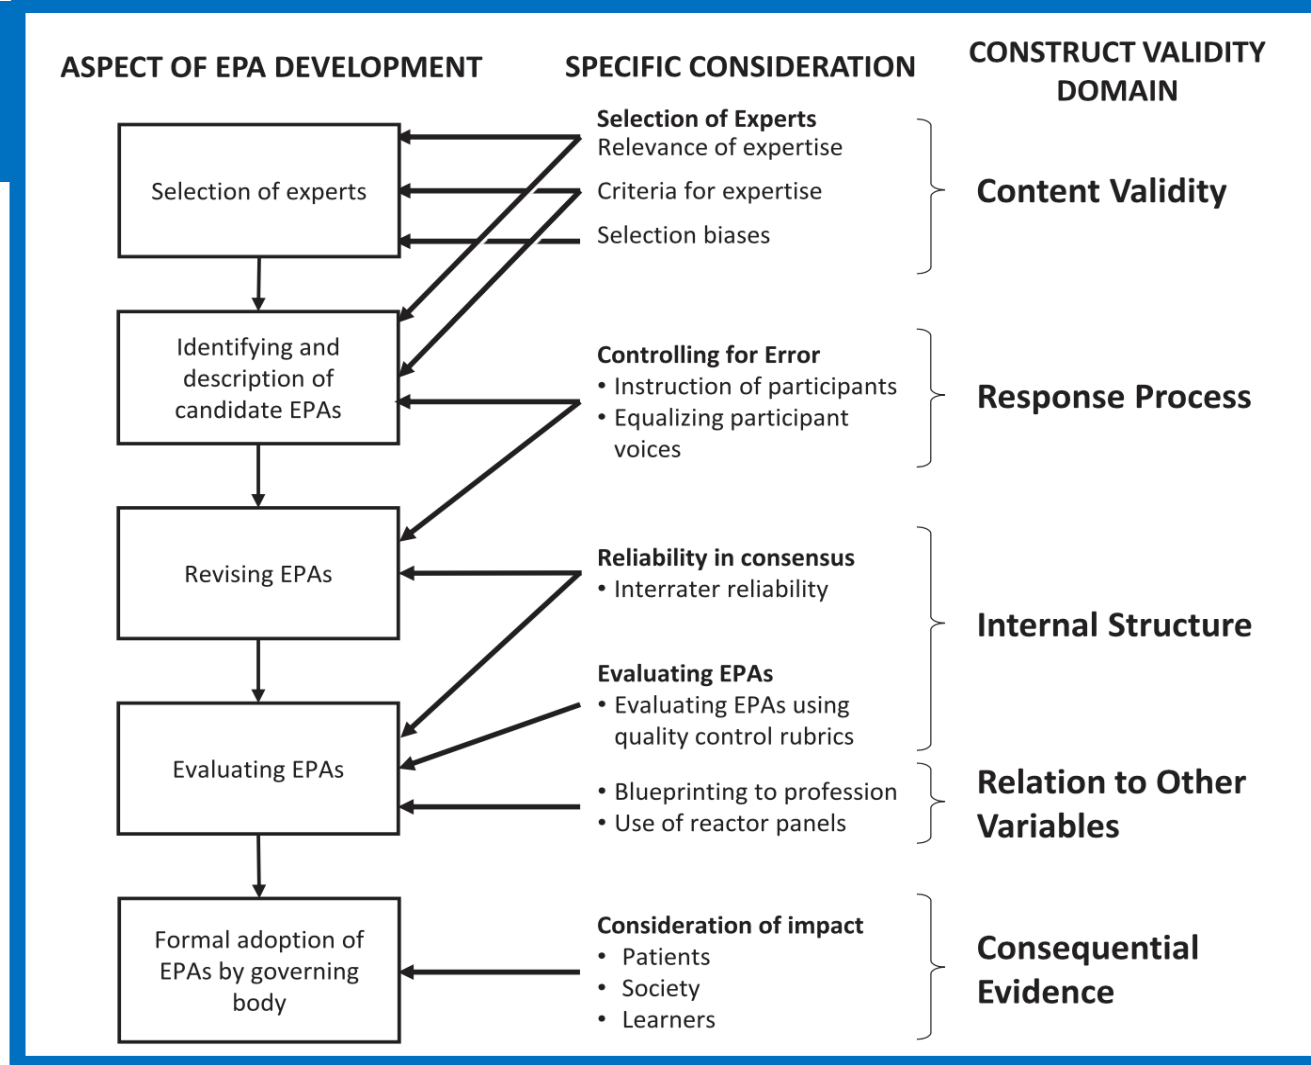 ASPECT OF EPA DEVELOPMENT
SPECIFIC CONSIDERATION
CONSTRUCT VALIDITY
DOMAIN
Selection of experts
Identifying and
description of
candidate EPAs
Revising EPAs
Evaluating EPAs
Formal adoption of
EPAs by governing
body
Selection of Experts
Relevance of expertise
Criteria for expertise
Selection biases
Controlling for Error
• Instruction of participants
• Equalizing participant
voices
Reliability in consensus
• Interrater reliability
Evaluating EPAs
• Evaluating EPAs using
quality control rubrics
• Blueprinting to profession
• Use of reactor panels
Consideration of impact
• Patients
• Society
• Learners
Content Validity
Response Process
Internal Structure
Relation to Other
Variables
Consequential
Evidence